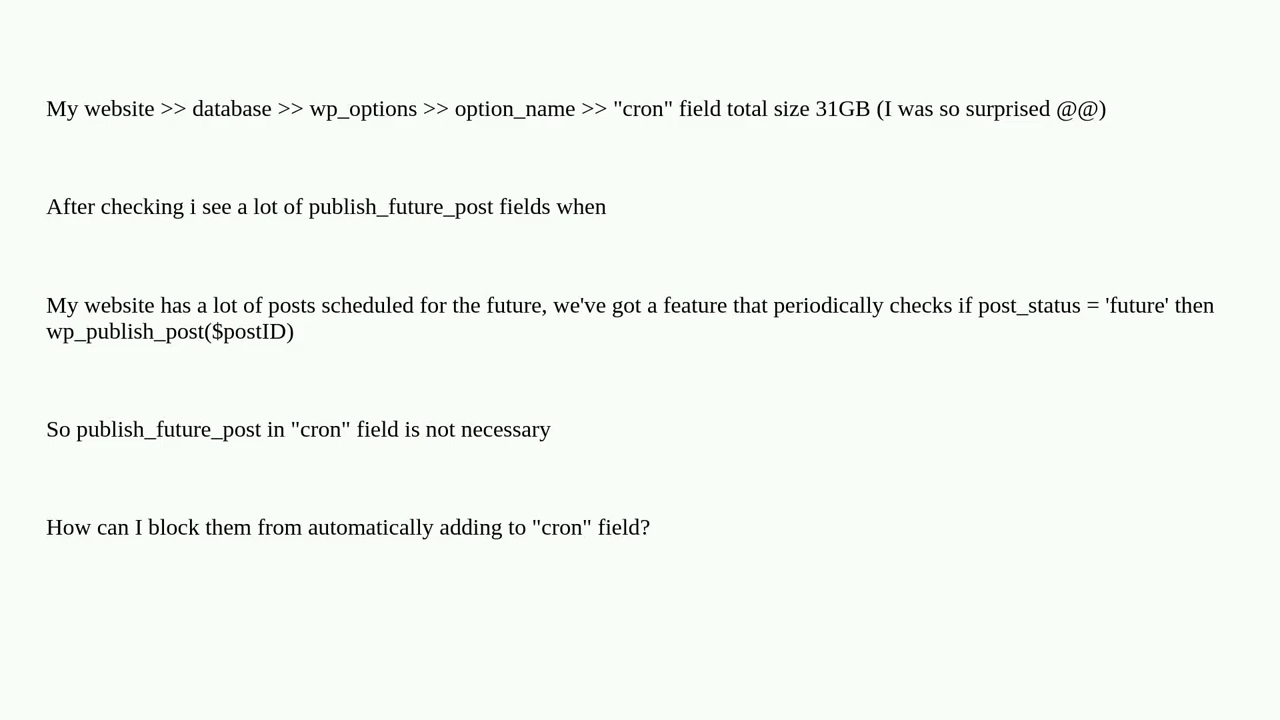 My website >> database >> wp_options >> option_name >> "cron" field total size 31GB (I was so surprised @@)
After checking i see a lot of publish_future_post fields when
My website has a lot of posts scheduled for the future, we've got a feature that periodically checks if post_status = 'future' then
wp_publish_post($postID)
So publish_future_post in "cron" field is not necessary
How can I block them from automatically adding to "cron" field?